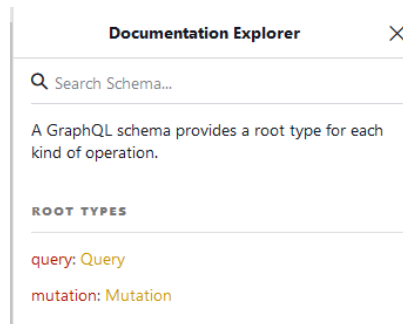 Documentation Explorer
Search Schema...
A GraphQL schema provides a root type for each
kind of operation.
ROOT TYPES
query: Query
mutation: Mutation